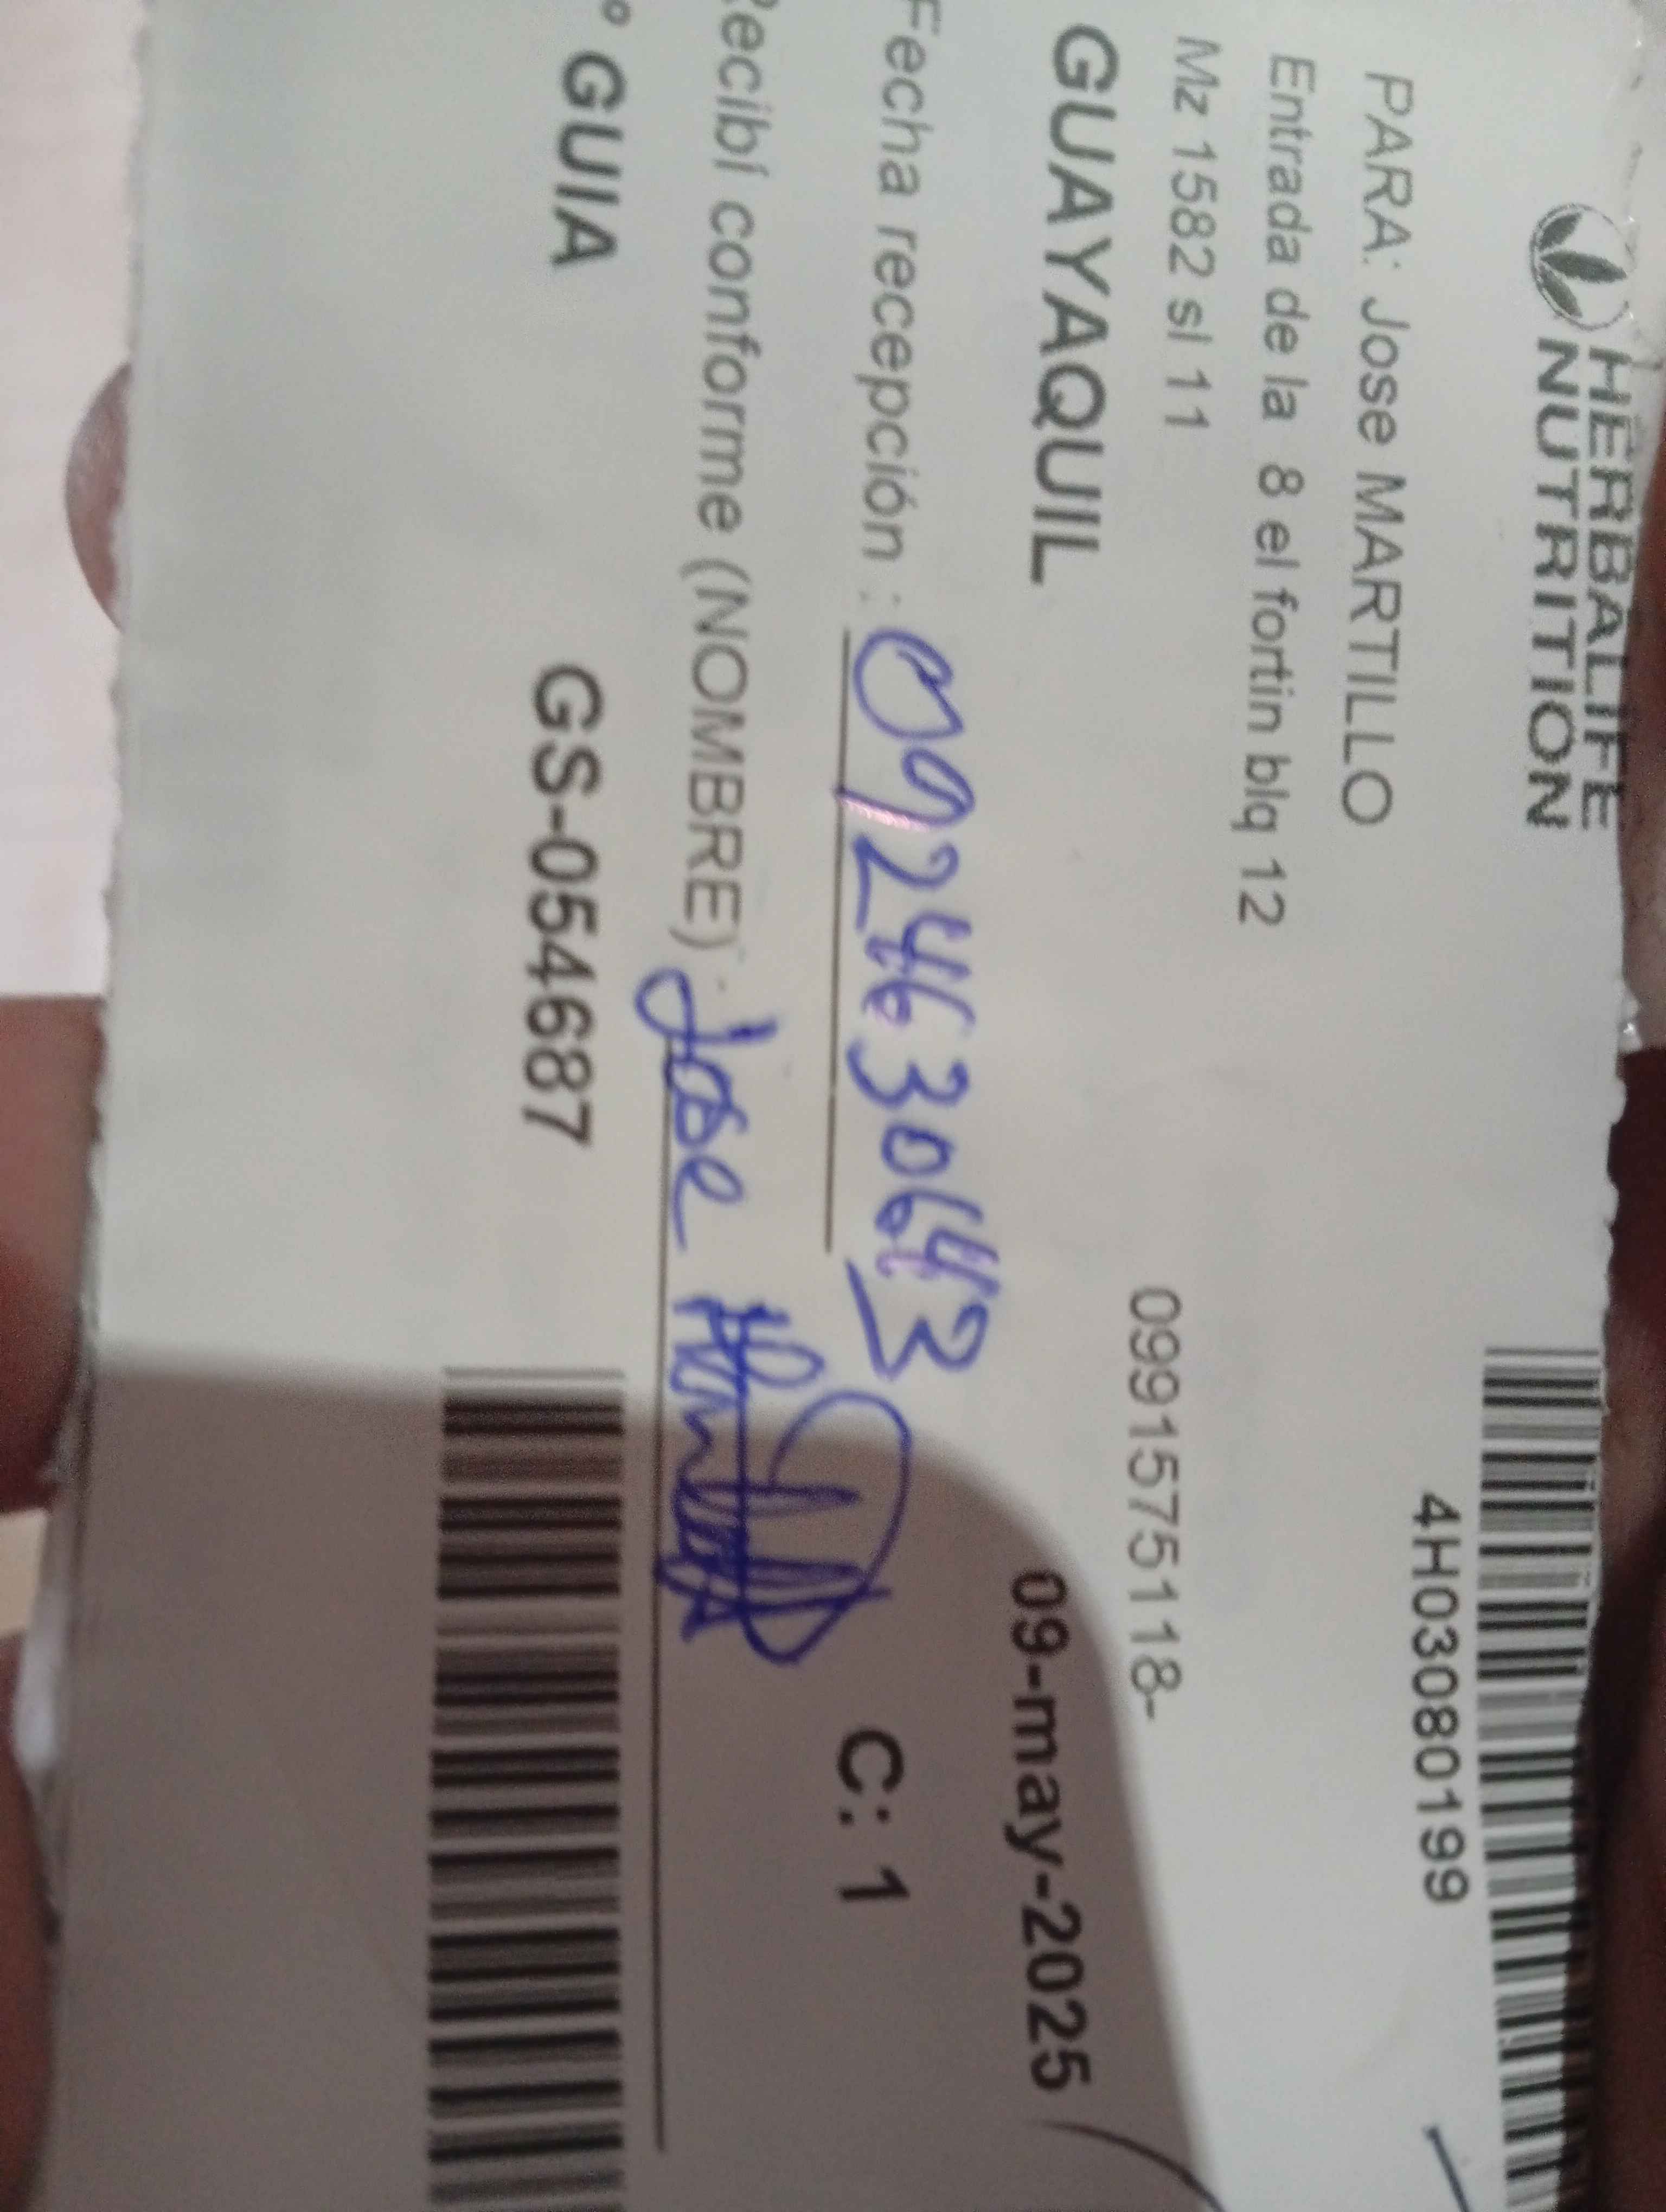 HERBALIFE
NUTRITION
4H03080199
PARA: Jose MARTILLO
Entrada de la 8 el fortin blq 12
Mz 1582 sl 11
0991575118-
GUAYAQUIL
09-may-2025
Fecha recepción : 0924630643
C: 1
Recibí conforme (NOMBRE) : Jose
° GUIA
GS-054687